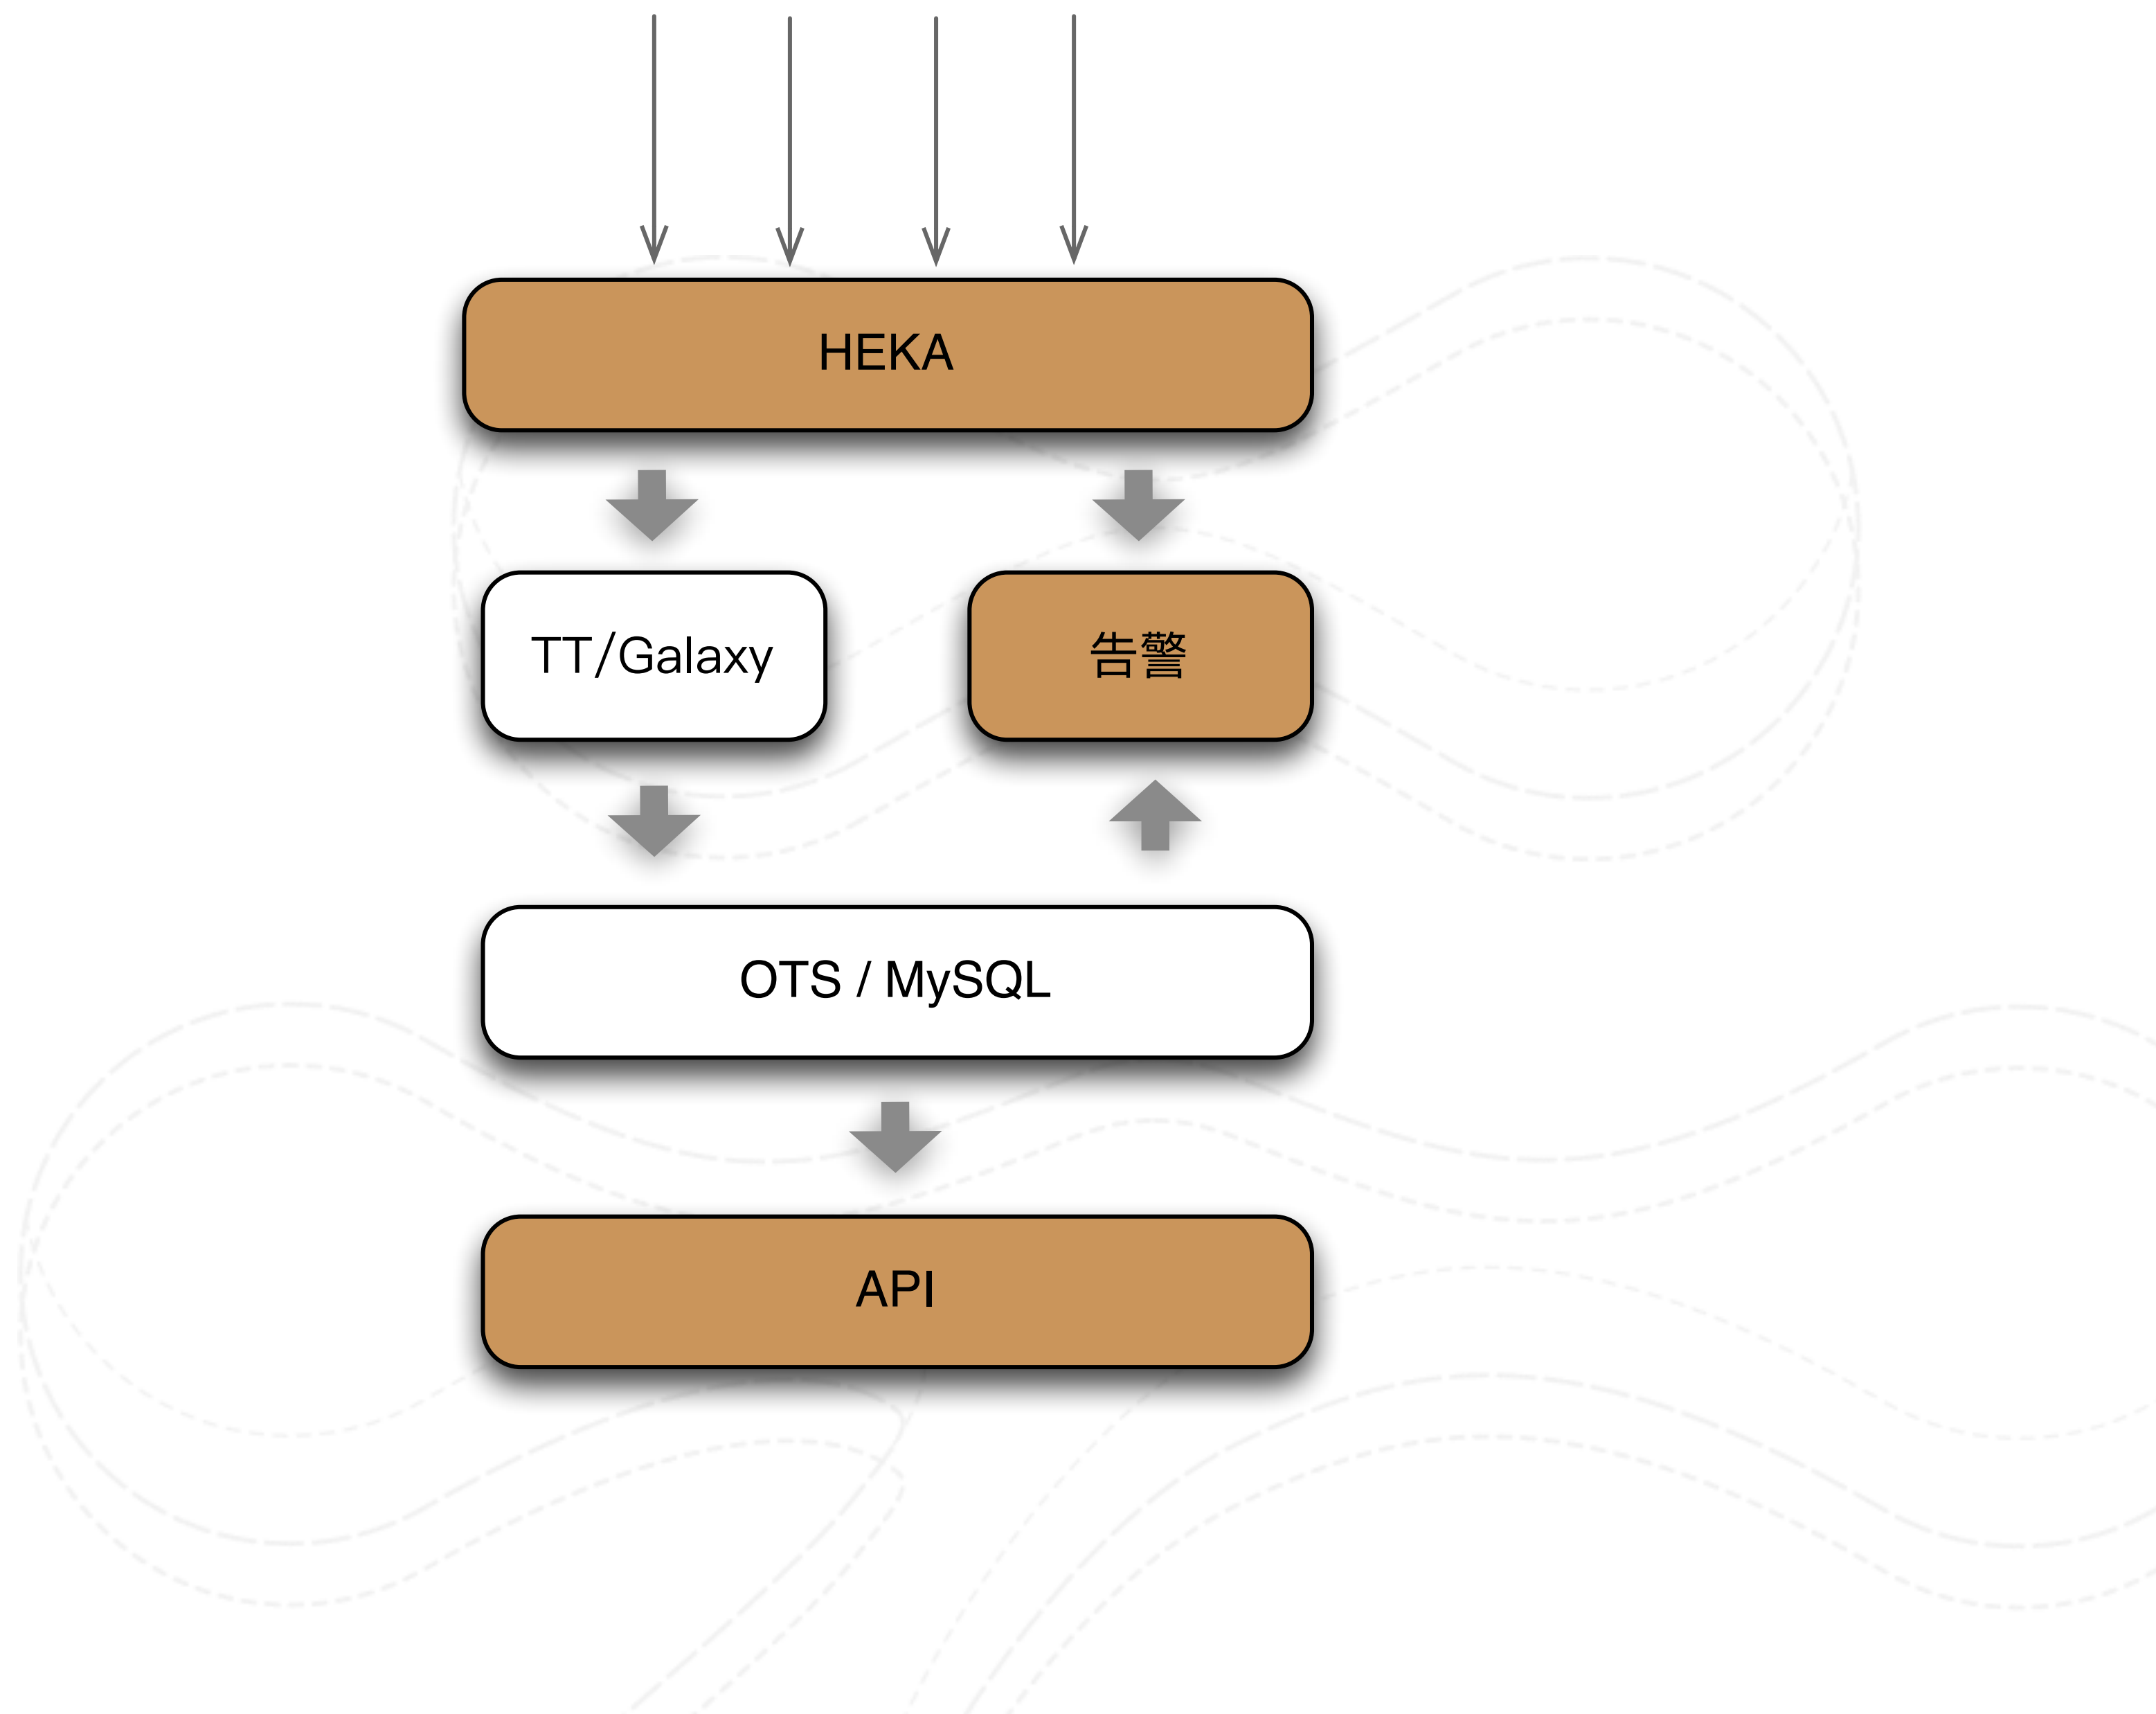 HEKA
TT/Galaxy
告警
OTS / MySQL
API